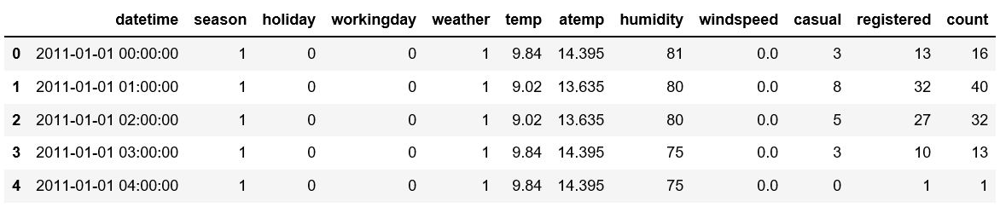 datetime season holiday workingday weather temp atemp humidity windspeed casual registered count
0 2011-01-01 00:00:00 1 0 0 1 9.84 14.395 81 0.0 3 13 16
1 2011-01-01 01:00:00 1 0 0 1 9.02 13.635 80 0.0 8 32 40
2 2011-01-01 02:00:00 1 0 0 1 9.02 13.635 80 0.0 5 27 32
3 2011-01-01 03:00:00 1 0 0 1 9.84 14.395 75 0.0 3 10 13
4 2011-01-01 04:00:00 1 0 0 1 9.84 14.395 75 0.0 0 1 1